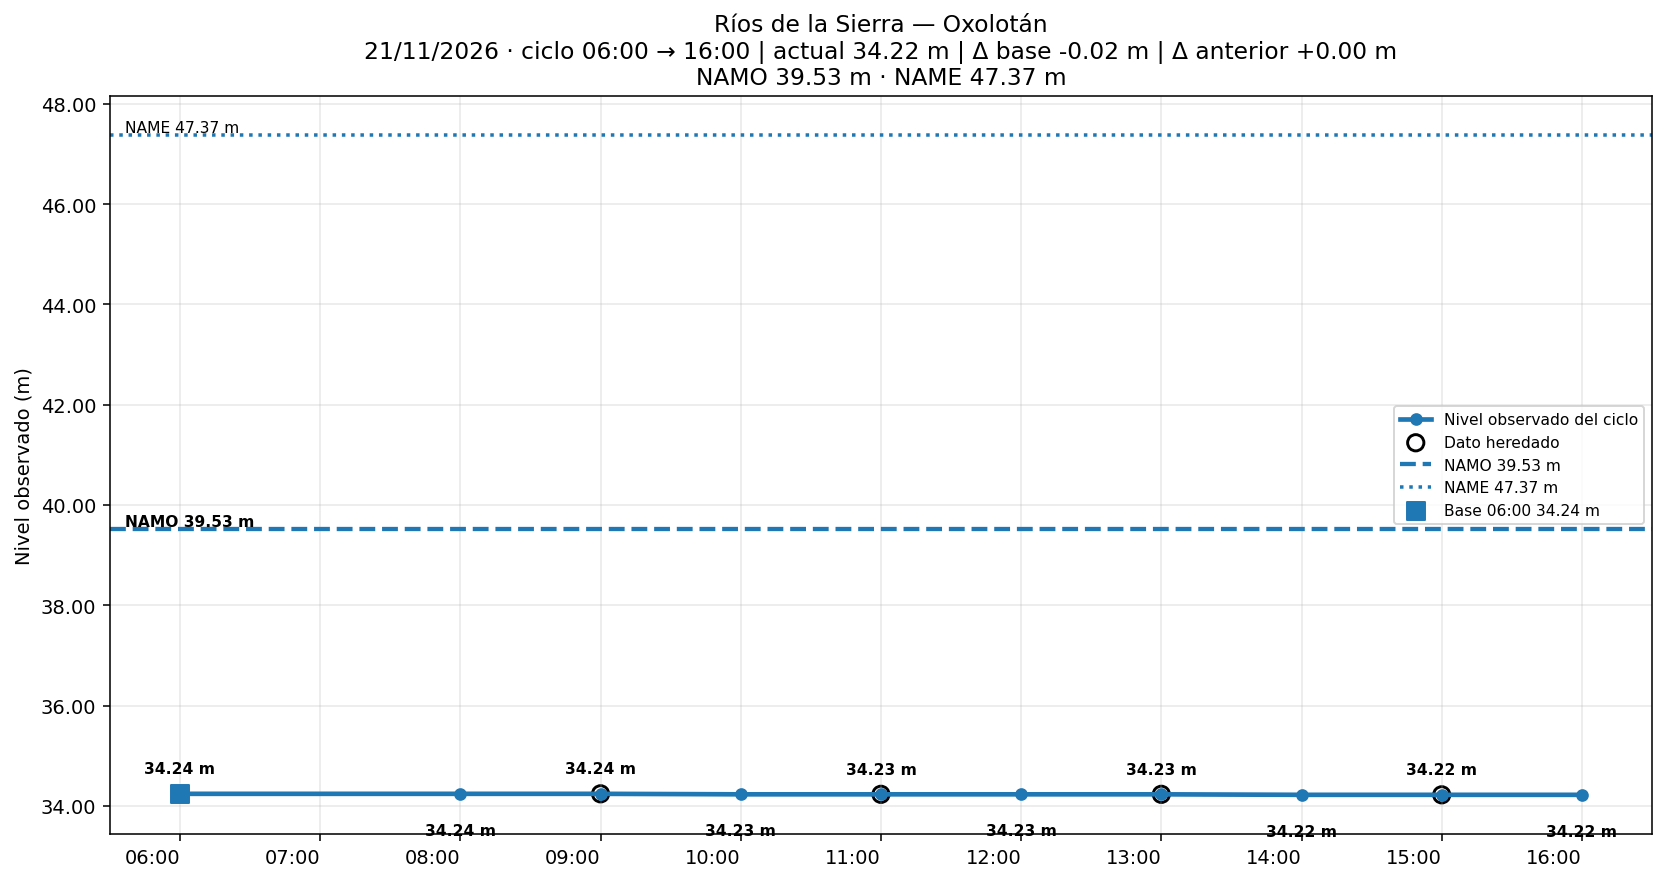 Ríos de la Sierra — Oxolotán
21/11/2026 · ciclo 06:00 → 16:00 | actual 34.22 m | Δ base -0.02 m | Δ anterior +0.00 m
NAMO 39.53 m · NAME 47.37 m
Nivel observado (m)
48.00
46.00
44.00
42.00
40.00
38.00
36.00
34.00
NAME 47.37 m
NAMO 39.53 m
Nivel observado del ciclo
Dato heredado
NAMO 39.53 m
NAME 47.37 m
Base 06:00 34.24 m
34.24 m
34.24 m
34.23 m
34.23 m
34.22 m
34.24 m
34.23 m
34.23 m
34.22 m
34.22 m
06:00
07:00
08:00
09:00
10:00
11:00
12:00
13:00
14:00
15:00
16:00